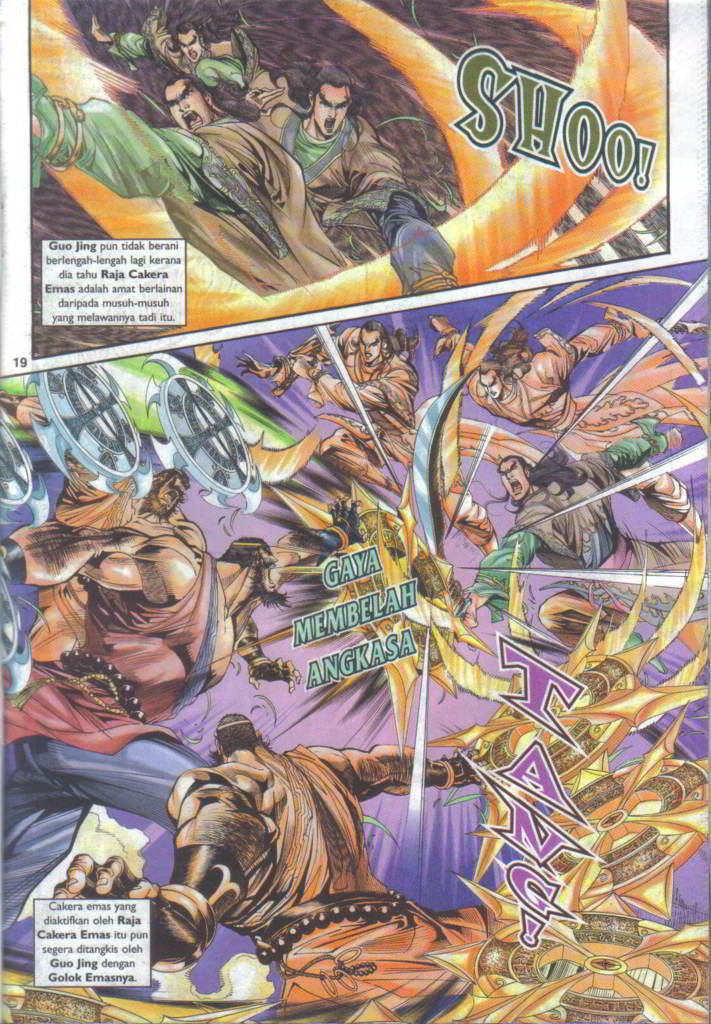 SHOO!
Guo Jing pun tidak berani
berlengah-lengah lagi kerana
dia tahu Raja Cakera
Emas adalah amat berlainan
daripada musuh-musuh
yang melawannya tadi itu.
19
GAYA
MEMBELAH
ANGKASA
TANG!
Cakera emas yang
diaktifkan oleh Raja
Cakera Emas itu pun
segera ditangkis oleh
Guo Jing dengan
Golok Emasnya.